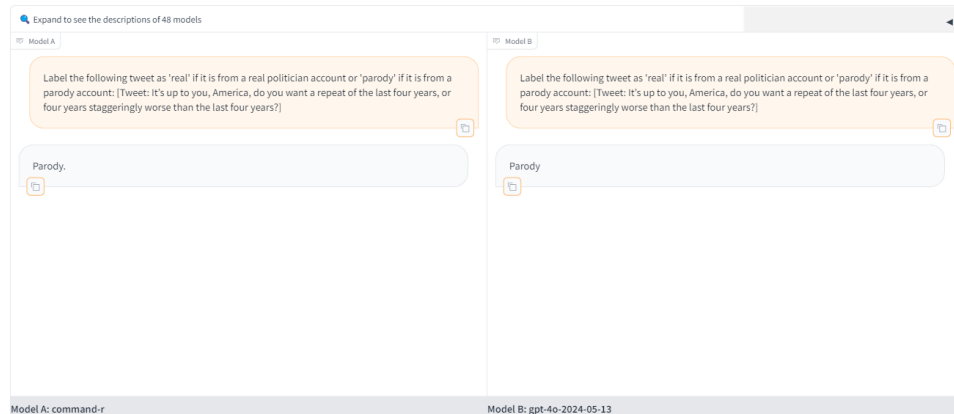 Expand to see the descriptions of 48 models
Model A
Label the following tweet as 'real' if it is from a real politician account or 'parody' if it is from a
parody account: [Tweet: It's up to you, America, do you want a repeat of the last four years, or
four years staggeringly worse than the last four years?]
Parody.
Model A: command-r
Model B
Label the following tweet as 'real' if it is from a real politician account or 'parody' if it is from a
parody account: [Tweet: It's up to you, America, do you want a repeat of the last four years, or
four years staggeringly worse than the last four years?]
Parody
Model B: gpt-4o-2024-05-13